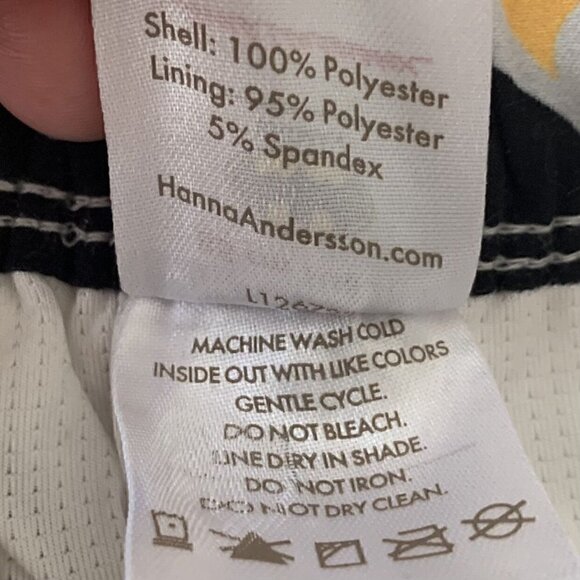 Shell: 100% Polyester
Lining: 95% Polyester
5% Spandex
HannaAndersson.com
MACHINE WASH COLD
INSIDE OUT WITH LIKE COLORS
GENTLE CYCLE.
DO NOT BLEACH.
LINE DRY IN SHADE.
DO NOT IRON.
DO NOT DRY CLEAN.